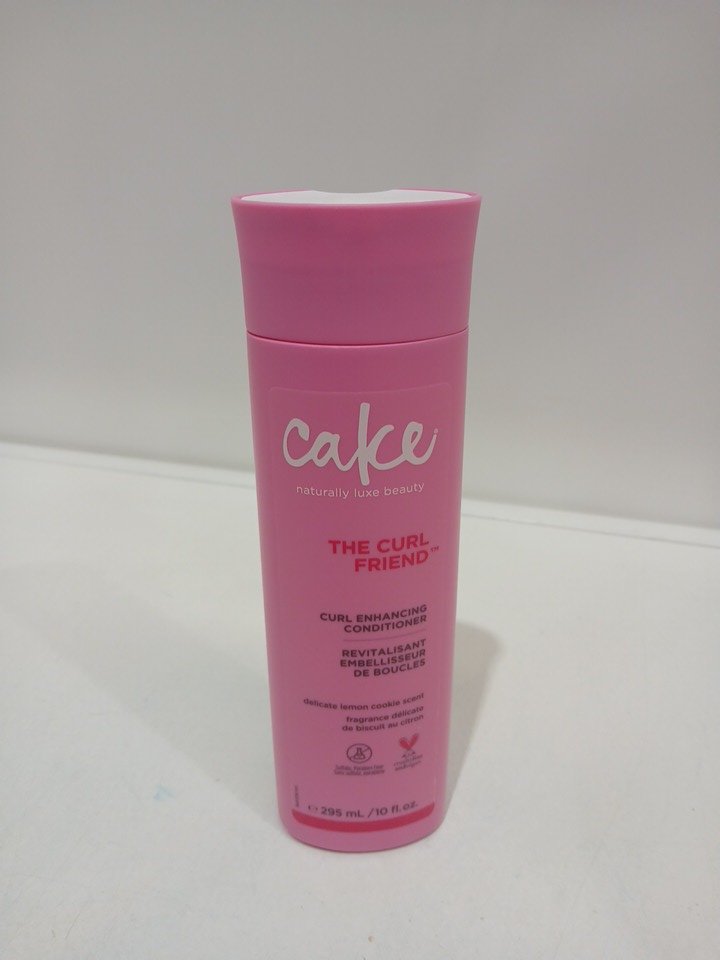 cake®
naturally luxe beauty
THE CURL
FRIEND™
CURL ENHANCING
CONDITIONER
REVITALISANT
EMBELLISSEUR
DE BOUCLES
delicate lemon cookie scent
fragrance délicate
de biscuit au citron
℮ 295 mL / 10 fl. oz.